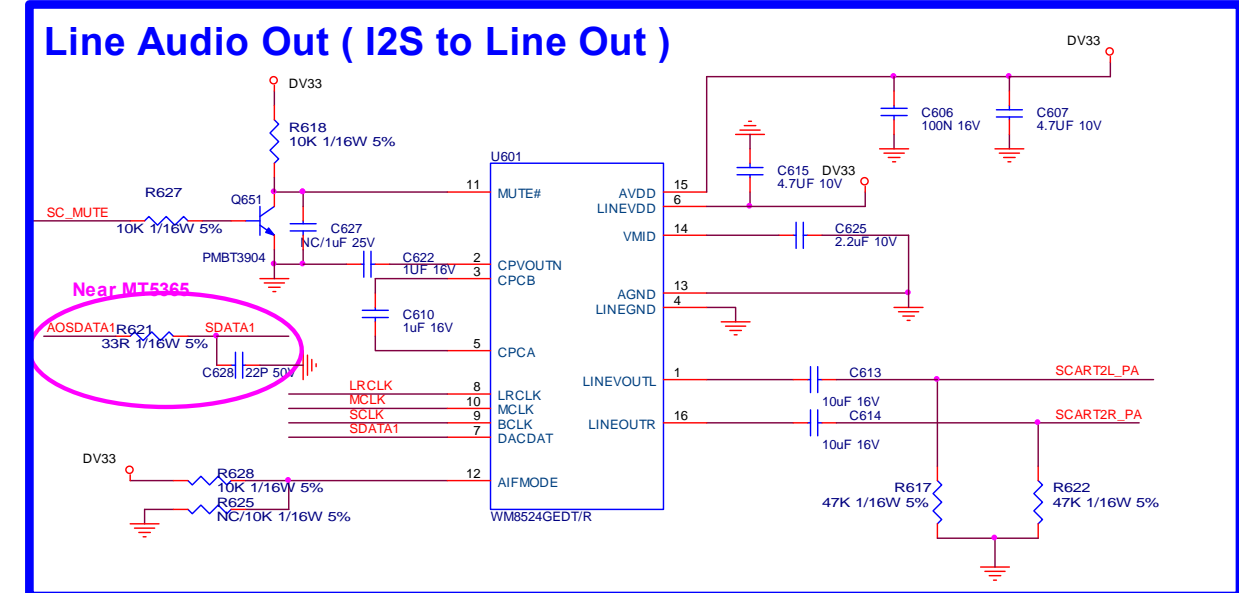 Line Audio Out ( I2S to Line Out )
DV33
DV33
R618
10K 1/16W 5%
C606
100N 16V
C607
4.7UF 10V
U601
C615
4.7UF 10V
DV33
R627
SC_MUTE
10K 1/16W 5%
Q651
PMBT3904
C627
NC/1uF 25V
11
MUTE#
AVDD
15
LINEVDD
6
VMID
14
C625
2.2uF 10V
C622
1UF 16V
2
CPVOUTN
3
CPCB
AGND
13
LINEGND
4
Near MT5365
AOSDATA1
R621
33R 1/16W 5%
SDATA1
C628
22P 50V
C610
1uF 16V
5
CPCA
LINEVOUTL
1
C613
10uF 16V
SCART2L_PA
LRCLK
8
LRCLK
MCLK
10
MCLK
SCLK
9
BCLK
SDATA1
7
DACDAT
LINEOUTR
16
C614
10uF 16V
SCART2R_PA
DV33
R628
10K 1/16W 5%
R625
NC/10K 1/16W 5%
12
AIFMODE
WM8524GEDT/R
R617
47K 1/16W 5%
R622
47K 1/16W 5%